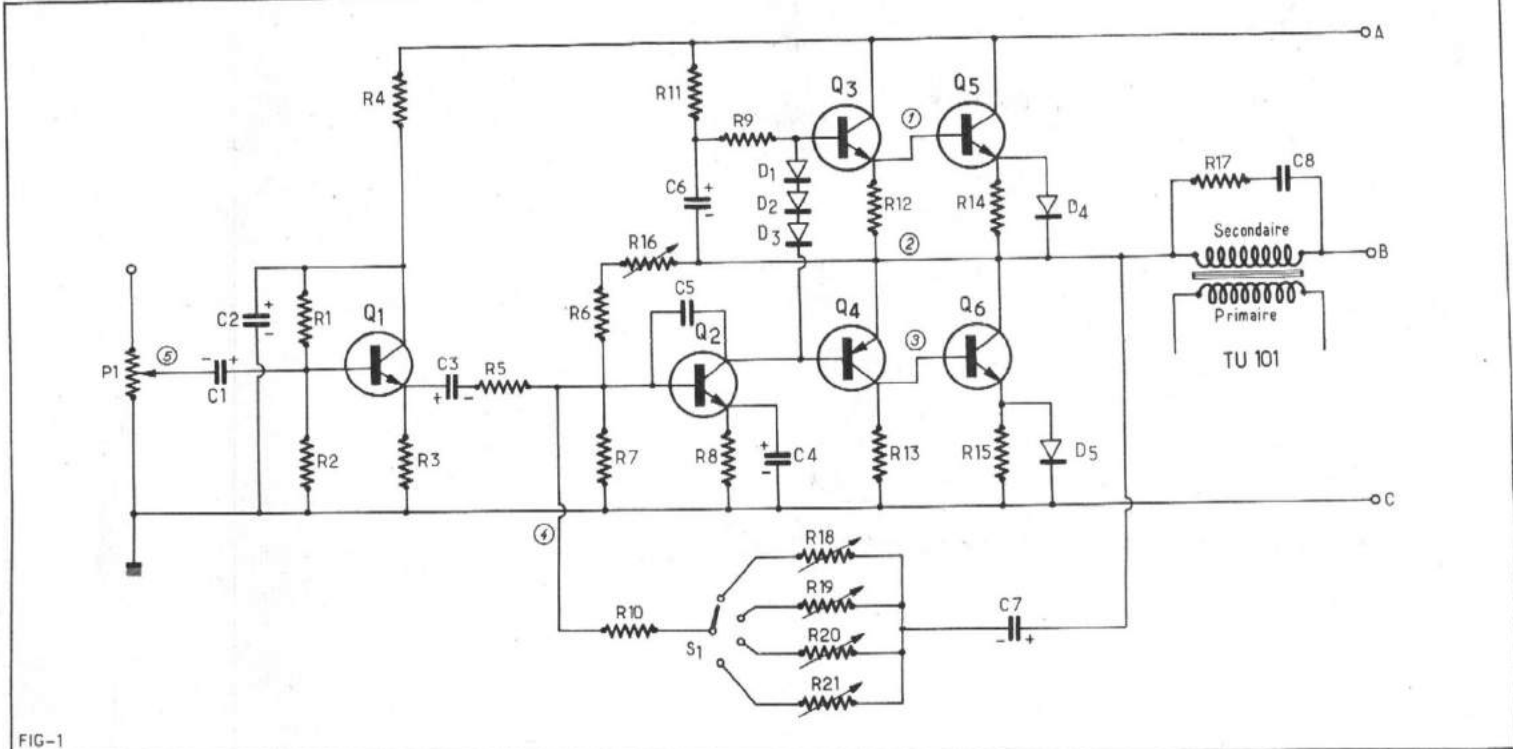 A
R4
R11
Q3
Q5
①
R9
R17
C8
D1
C6
+
-
D2
R12
R14
D4
D3
R16
②
Secondaire
B
C5
Primaire
C2
+
-
R1
Q1
R6
Q2
Q4
③
Q6
TU 101
P1
⑤
-
+
C1
C3
+
-
R5
R2
R3
R7
R8
+
-
C4
R13
R15
D5
C
④
R18
R10
R19
C7
-
+
S1
R20
R21
FIG-1